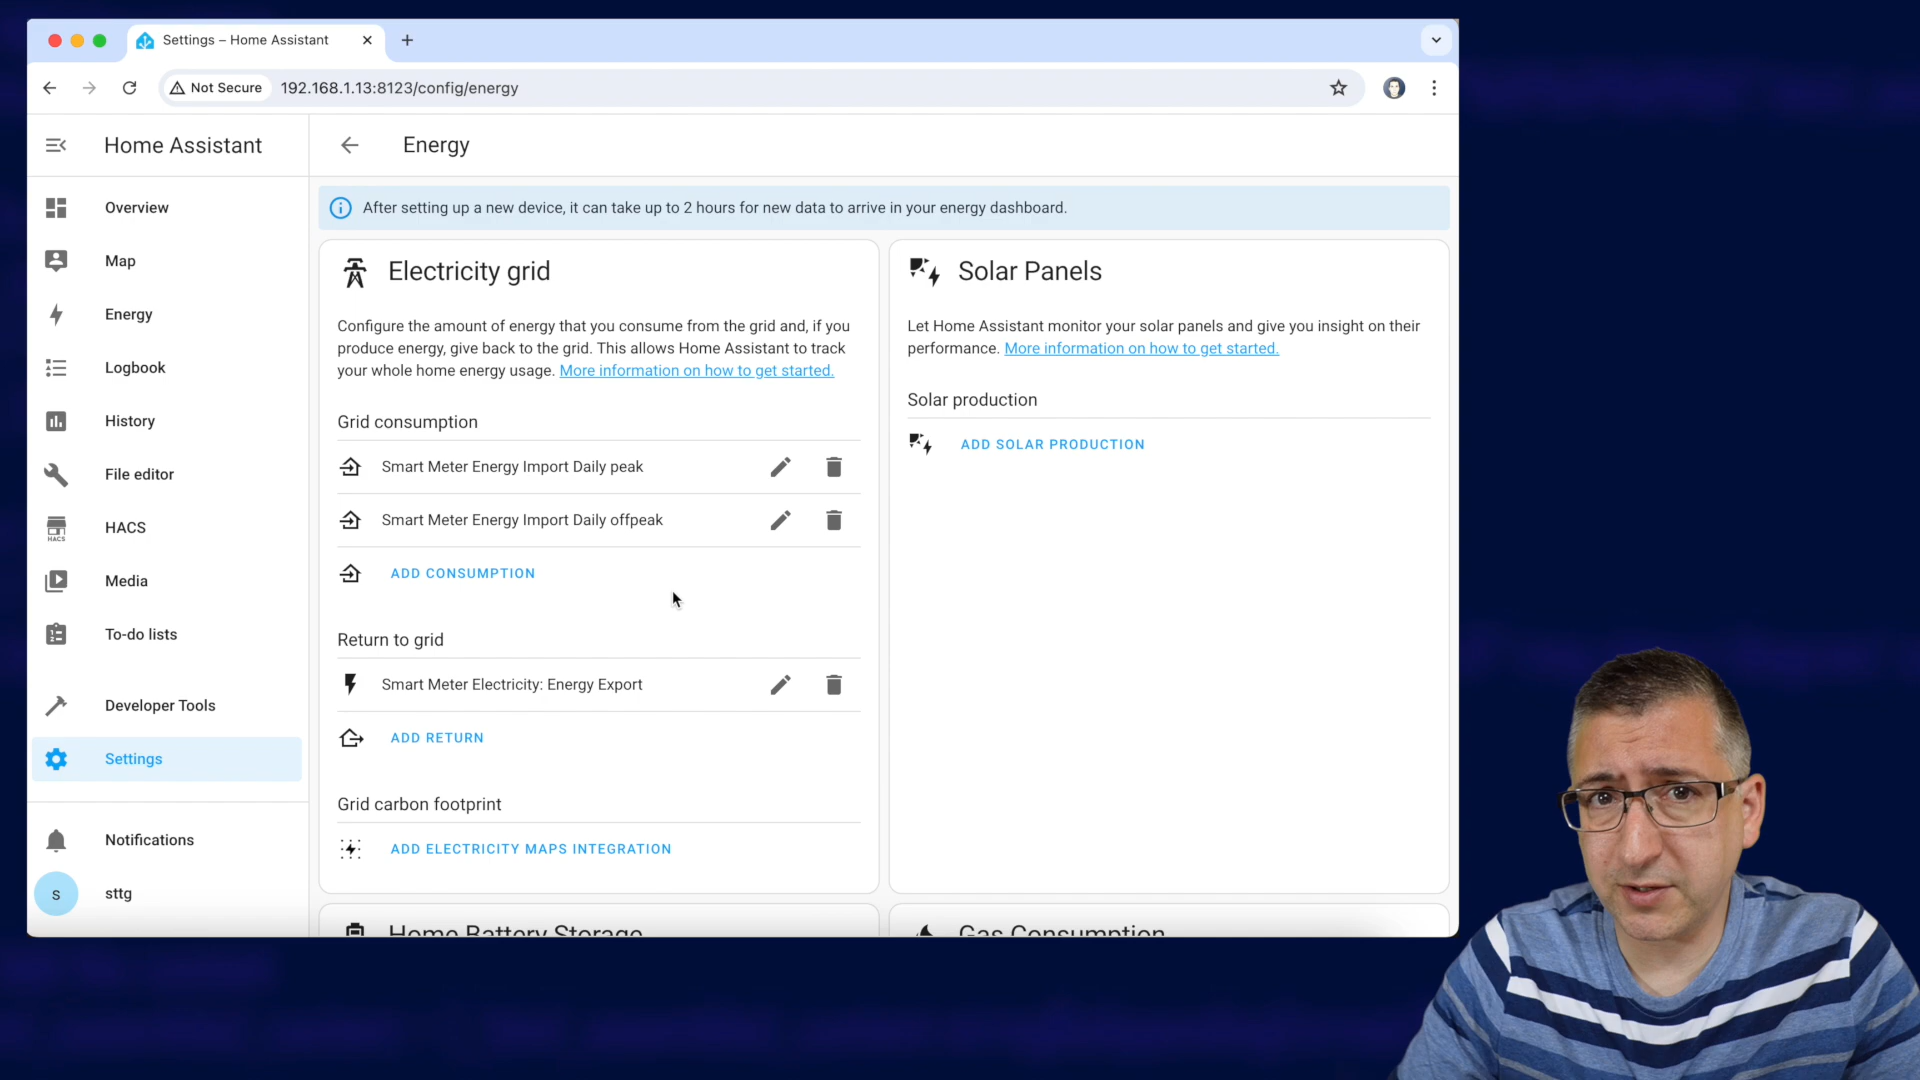 Settings – Home Assistant
Not Secure
192.168.1.13:8123/config/energy
Home Assistant
Energy
Overview
Map
Energy
Logbook
History
File editor
HACS
HACS
Media
To-do lists
Developer Tools
Settings
Notifications
s
sttg
After setting up a new device, it can take up to 2 hours for new data to arrive in your energy dashboard.
Electricity grid
Configure the amount of energy that you consume from the grid and, if you
produce energy, give back to the grid. This allows Home Assistant to track
your whole home energy usage. More information on how to get started.
Grid consumption
Smart Meter Energy Import Daily peak
Smart Meter Energy Import Daily offpeak
ADD CONSUMPTION
Return to grid
Smart Meter Electricity: Energy Export
ADD RETURN
Grid carbon footprint
ADD ELECTRICITY MAPS INTEGRATION
Solar Panels
Let Home Assistant monitor your solar panels and give you insight on their
performance. More information on how to get started.
Solar production
ADD SOLAR PRODUCTION
Home Battery Storage
Gas Consumption